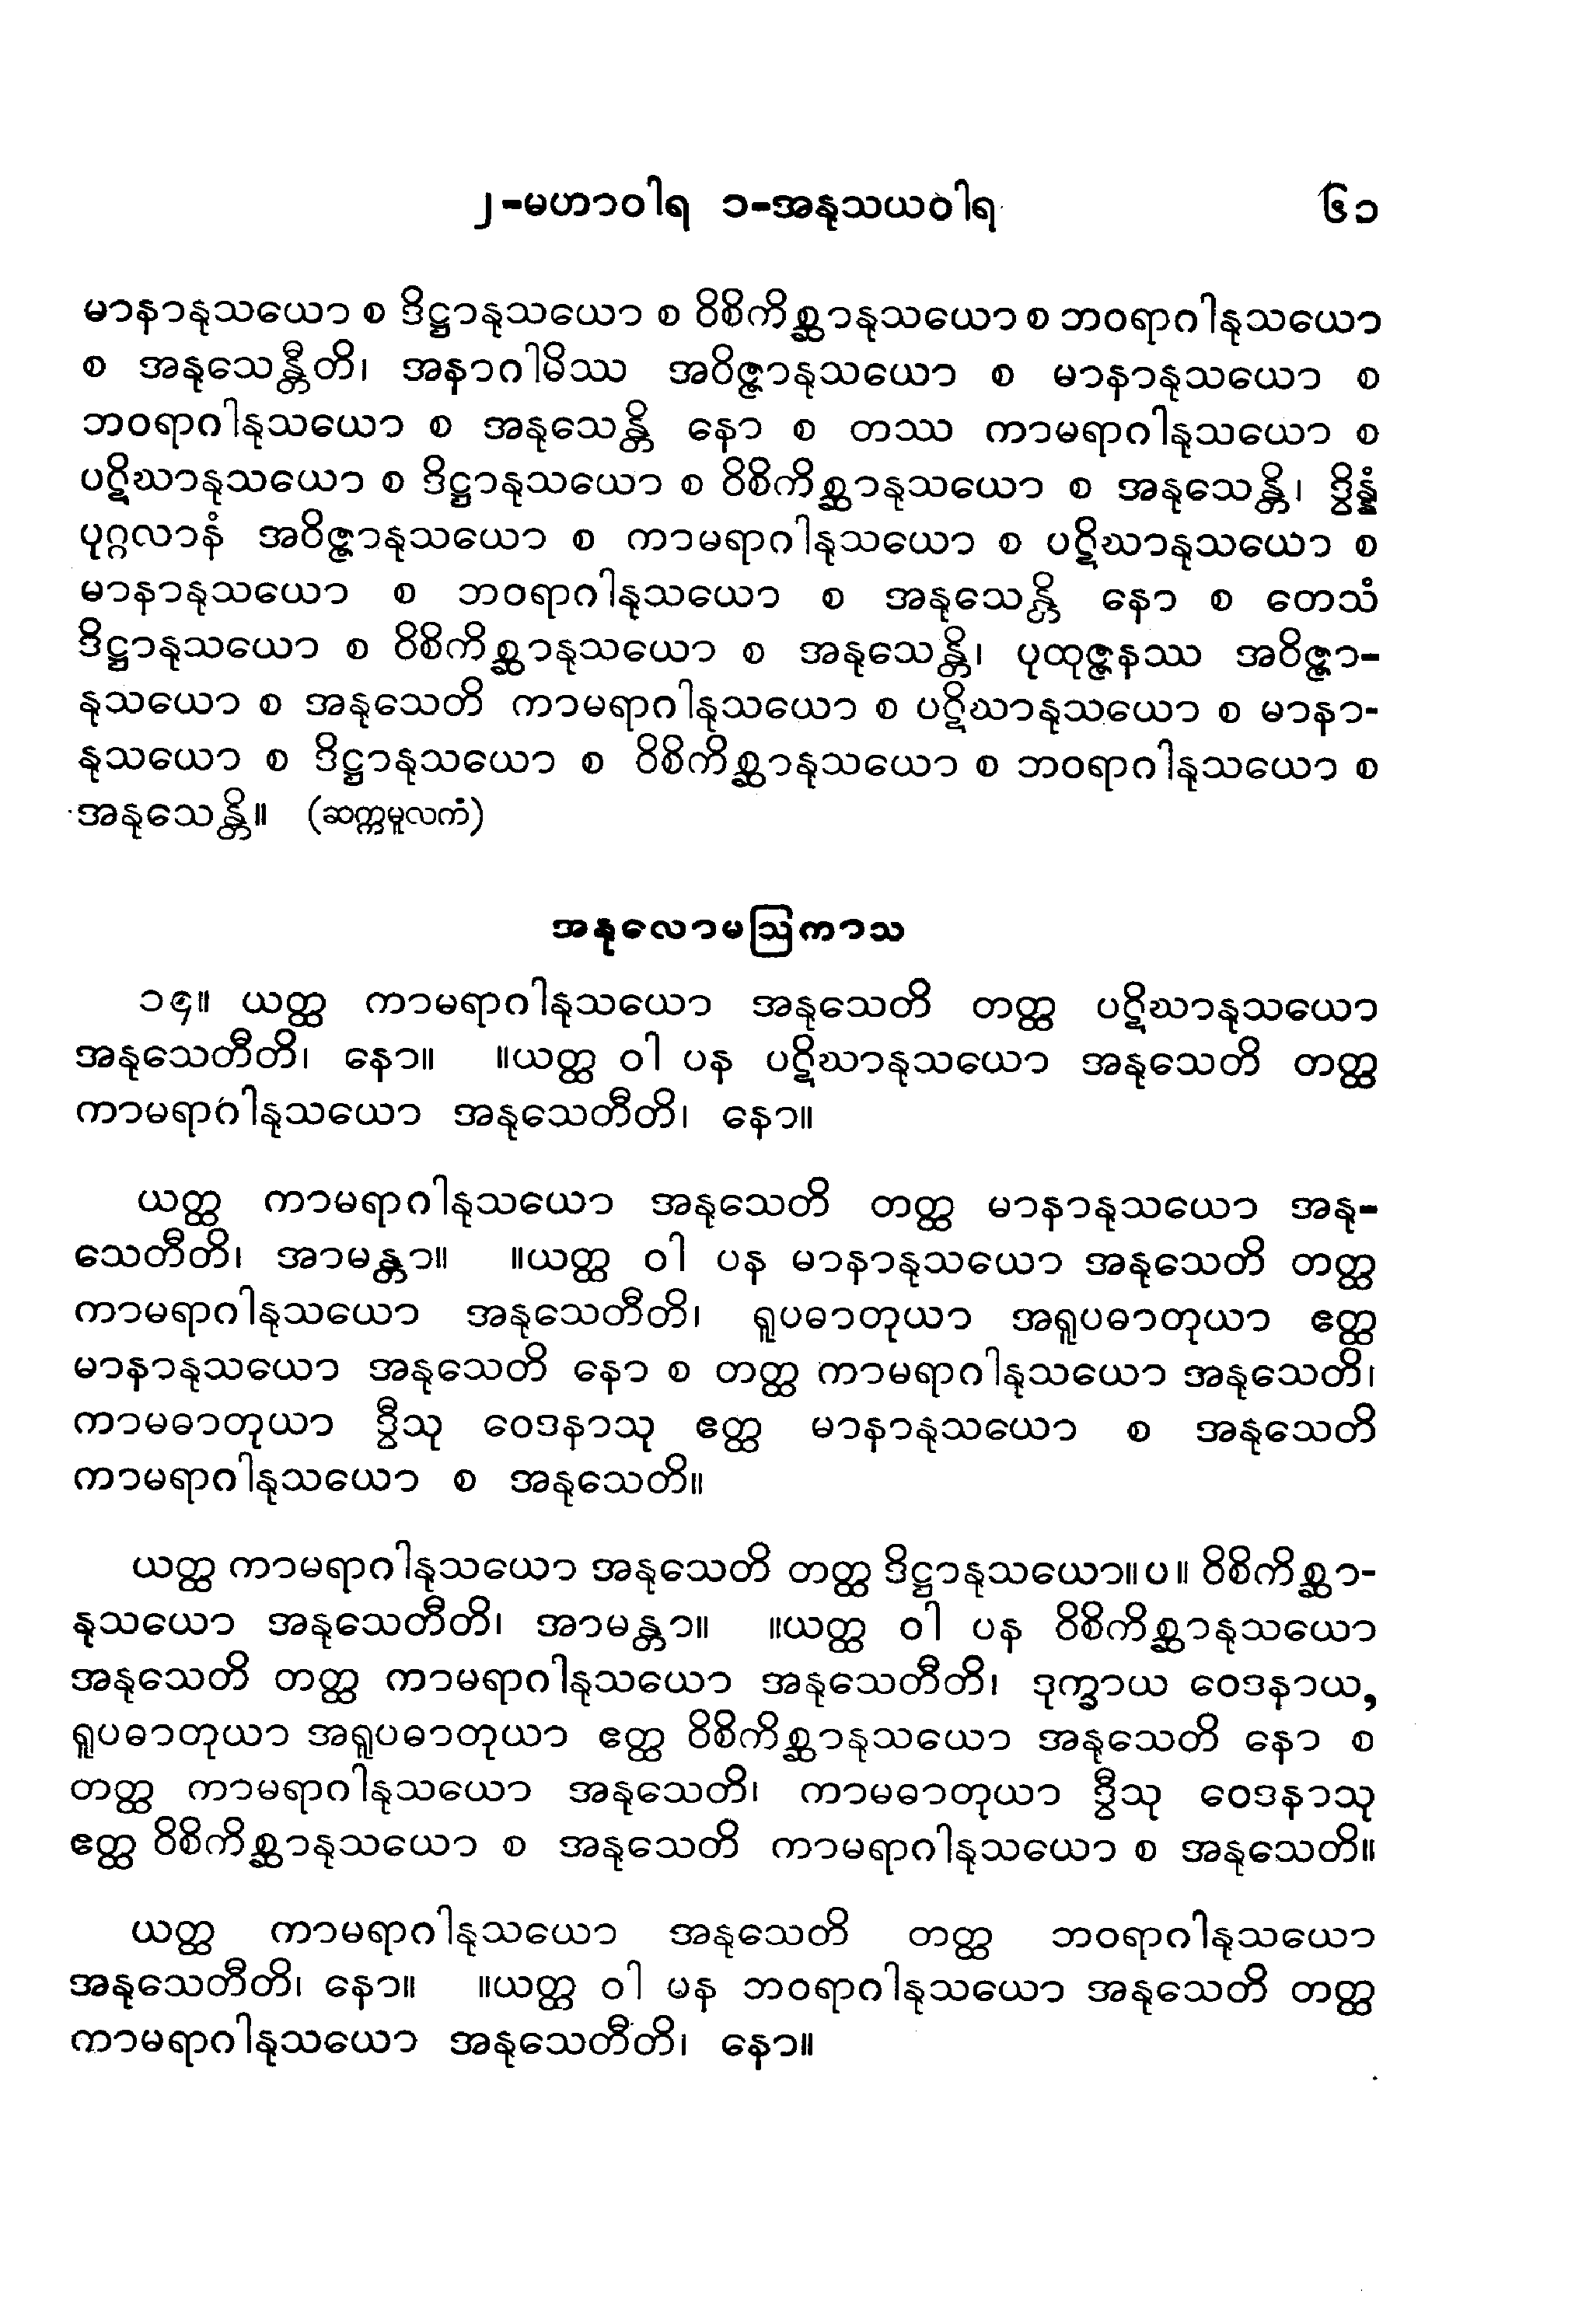 ၂-မဟာဝါရ ၁-အနုသယဝါရ ၆၁
မာနာနုသယော စ ဒိဋ္ဌာနုသယော စ ဝိစိကိစ္ဆာနုသယော စ ဘဝရာဂါနုသယော
စ အနုသေန္တီတိ၊ အနာဂါမိဿ အဝိဇ္ဇာနုသယော စ မာနာနုသယော စ
ဘဝရာဂါနုသယော စ အနုသေန္တိ နော စ တဿ ကာမရာဂါနုသယော စ
ပဋိဃာနုသယော စ ဒိဋ္ဌာနုသယော စ ဝိစိကိစ္ဆာနုသယော စ အနုသေန္တိ၊ ဒွိန္နံ
ပုဂ္ဂလာနံ အဝိဇ္ဇာနုသယော စ ကာမရာဂါနုသယော စ ပဋိဃာနုသယော စ
မာနာနုသယော စ ဘဝရာဂါနုသယော စ အနုသေန္တိ နော စ တေသံ
ဒိဋ္ဌာနုသယော စ ဝိစိကိစ္ဆာနုသယော စ အနုသေန္တိ၊ ပုထုဇ္ဇနဿ အဝိဇ္ဇာ-
နုသယော စ အနုသေတိ ကာမရာဂါနုသယော စ ပဋိဃာနုသယော စ မာနာ-
နုသယော စ ဒိဋ္ဌာနုသယော စ ဝိစိကိစ္ဆာနုသယော စ ဘဝရာဂါနုသယော စ
အနုသေန္တိ။ (ဆက္ကမူလကံ)
အနုလောမဩကာသ
၁၄။ ယတ္ထ ကာမရာဂါနုသယော အနုသေတိ တတ္ထ ပဋိဃာနုသယော
အနုသေတီတိ၊ နော။ ။ယတ္ထ ဝါ ပန ပဋိဃာနုသယော အနုသေတိ တတ္ထ
ကာမရာဂါနုသယော အနုသေတီတိ၊ နော။
ယတ္ထ ကာမရာဂါနုသယော အနုသေတိ တတ္ထ မာနာနုသယော အနု-
သေတီတိ၊ အာမန္တာ။ ။ယတ္ထ ဝါ ပန မာနာနုသယော အနုသေတိ တတ္ထ
ကာမရာဂါနုသယော အနုသေတီတိ၊ ရူပဓာတုယာ အရူပဓာတုယာ ဧတ္ထ
မာနာနုသယော အနုသေတိ နော စ တတ္ထ ကာမရာဂါနုသယော အနုသေတိ၊
ကာမဓာတုယာ ဒွီသု ဝေဒနာသု ဧတ္ထ မာနာနုသယော စ အနုသေတိ
ကာမရာဂါနုသယော စ အနုသေတိ။
ယတ္ထ ကာမရာဂါနုသယော အနုသေတိ တတ္ထ ဒိဋ္ဌာနုသယော။ပ။ ဝိစိကိစ္ဆာ-
နုသယော အနုသေတီတိ၊ အာမန္တာ။ ။ယတ္ထ ဝါ ပန ဝိစိကိစ္ဆာနုသယော
အနုသေတိ တတ္ထ ကာမရာဂါနုသယော အနုသေတီတိ၊ ဒုက္ခာယ ဝေဒနာယ,
ရူပဓာတုယာ အရူပဓာတုယာ ဧတ္ထ ဝိစိကိစ္ဆာနုသယော အနုသေတိ နော စ
တတ္ထ ကာမရာဂါနုသယော အနုသေတိ၊ ကာမဓာတုယာ ဒွီသု ဝေဒနာသု
ဧတ္ထ ဝိစိကိစ္ဆာနုသယော စ အနုသေတိ ကာမရာဂါနုသယော စ အနုသေတိ။
ယတ္ထ ကာမရာဂါနုသယော အနုသေတိ တတ္ထ ဘဝရာဂါနုသယော
အနုသေတီတိ၊ နော။ ။ယတ္ထ ဝါ မန ဘဝရာဂါနုသယော အနုသေတိ တတ္ထ
ကာမရာဂါနုသယော အနုသေတီတိ၊ နော။